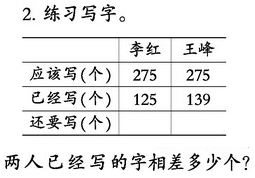 2. 练习写字。
李红 王峰
应该写(个) 275 275
已经写(个) 125 139
还要写(个)
两人已经写的字相差多少个?